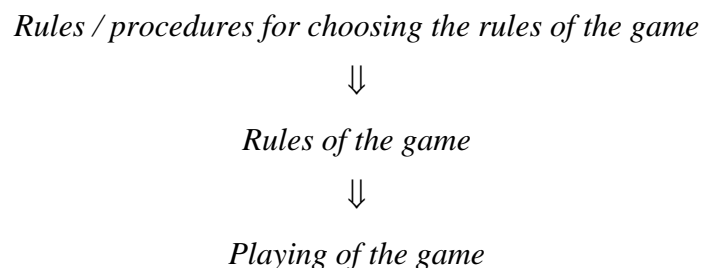 Rules / procedures for choosing the rules of the game
⇓
Rules of the game
⇓
Playing of the game